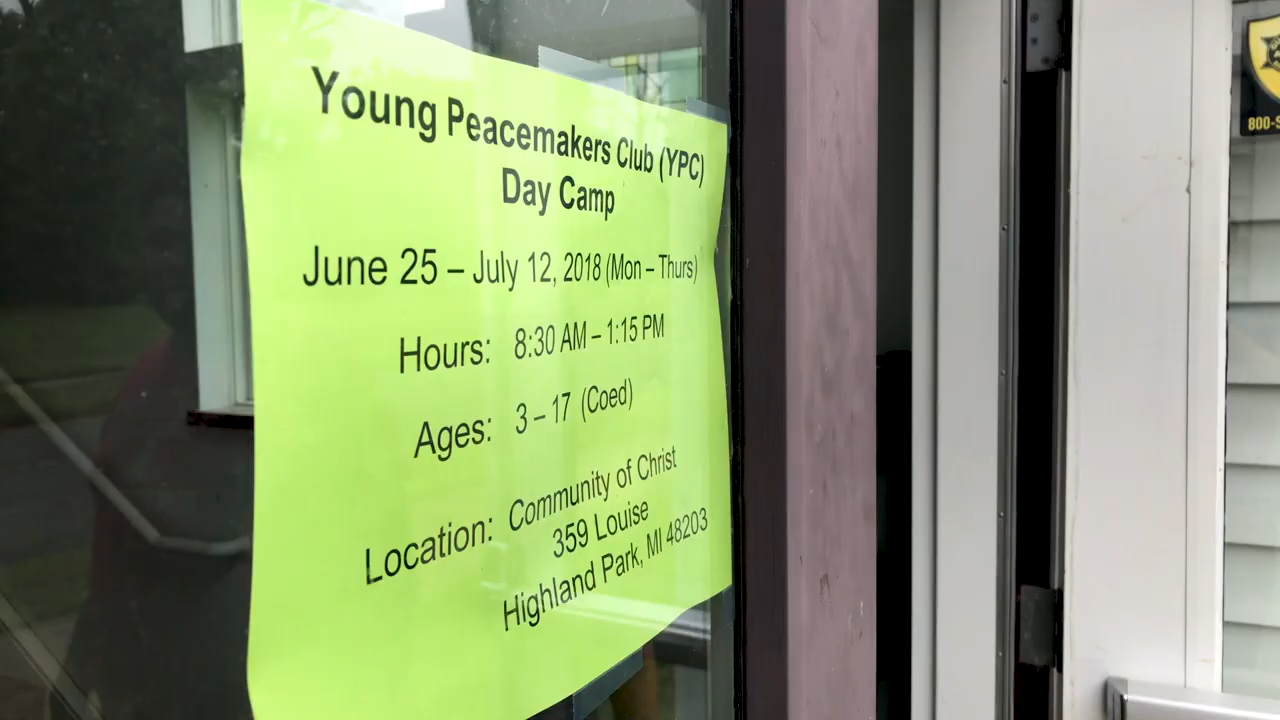 Young Peacemakers Club (YPC)
Day Camp
June 25 – July 12, 2018 (Mon – Thurs)
Hours: 8:30 AM – 1:15 PM
Ages: 3 – 17 (Coed)
Location: Community of Christ
359 Louise
Highland Park, MI 48203
800-S